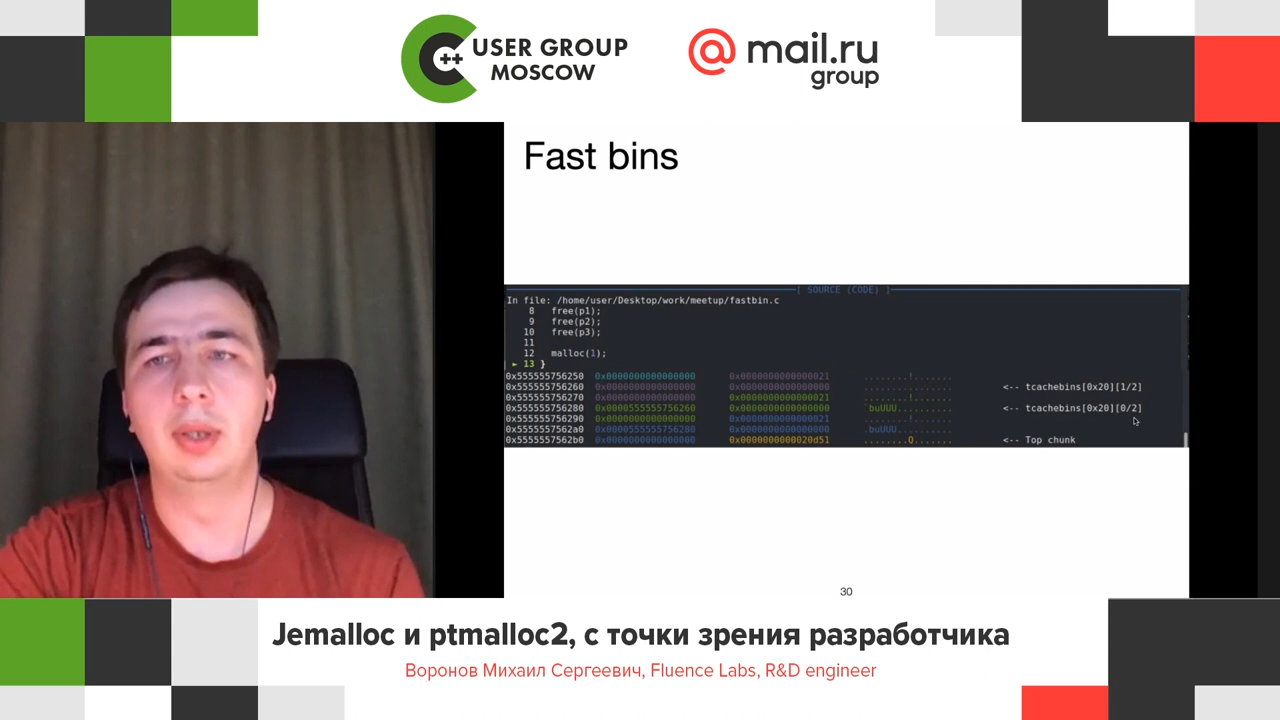 C++ USER GROUP
MOSCOW
@mail.ru
group
Fast bins
[ SOURCE (CODE) ]
In file: /home/user/Desktop/work/meetup/fastbin.c
8 free(p1);
9 free(p2);
10 free(p3);
11
12 malloc(1);
► 13 }
0x555555756250 0x0000000000000000 0x0000000000000021 ........!.......
0x555555756260 0x0000000000000000 0x0000000000000000 ................ <-- tcachebins[0x20][1/2]
0x555555756270 0x0000000000000000 0x0000000000000021 ........!.......
0x555555756280 0x0000555555756260 0x0000000000000000 `buUUU.......... <-- tcachebins[0x20][0/2]
0x555555756290 0x0000000000000000 0x0000000000000021 ........!.......
0x5555557562a0 0x0000555555756280 0x0000000000000000 .buUUU..........
0x5555557562b0 0x0000000000000000 0x0000000000020d51 ........Q....... <-- Top chunk
30
Jemalloc и ptmalloc2, с точки зрения разработчика
Воронов Михаил Сергеевич, Fluence Labs, R&D engineer